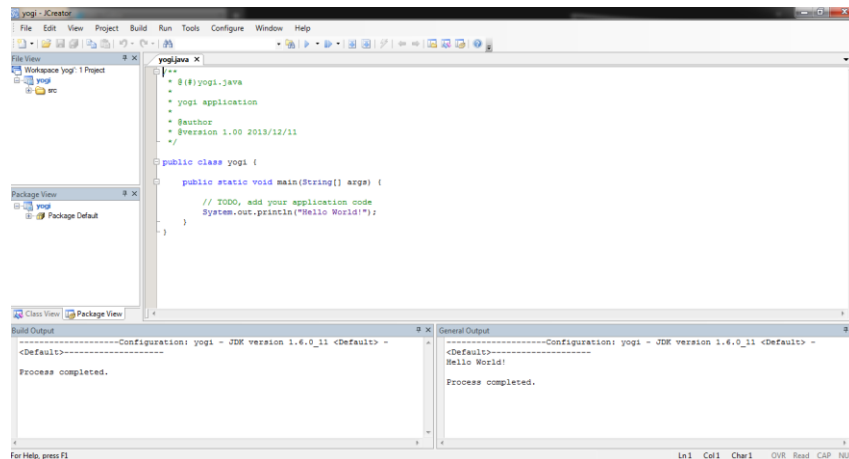 yogi - JCreator
File Edit View Project Build Run Tools Configure Window Help
File View
Workspace 'yogi': 1 Project
yogi
src
Package View
yogi
Package Default
Class View Package View
yogi.java
/**
* @(#)yogi.java
*
* yogi application
*
* @author
* @version 1.00 2013/12/11
*/
public class yogi {
public static void main(String[] args) {
// TODO, add your application code
System.out.println("Hello World!");
}
}
Build Output
--------------------Configuration: yogi - JDK version 1.6.0_11 <Default> -
<Default>--------------------
Process completed.
General Output
--------------------Configuration: yogi - JDK version 1.6.0_11 <Default> -
<Default>--------------------
Hello World!
Process completed.
For Help, press F1
Ln 1 Col 1 Char 1 OVR Read CAP NU